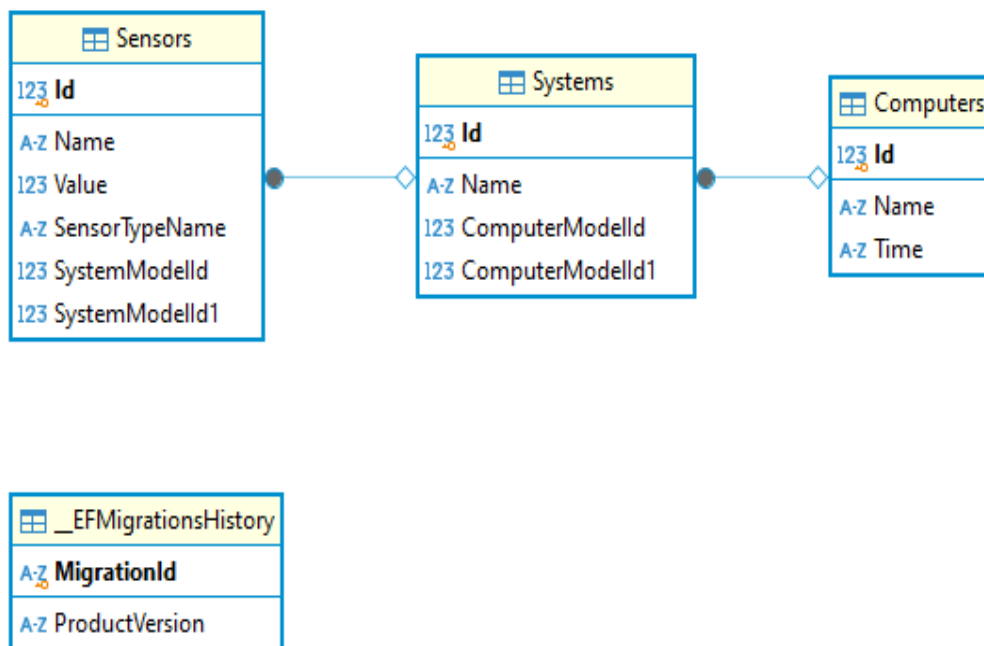 Sensors
123 Id
A-Z Name
123 Value
A-Z SensorTypeName
123 SystemModelId
123 SystemModelId1
Systems
123 Id
A-Z Name
123 ComputerModelId
123 ComputerModelId1
Computers
123 Id
A-Z Name
A-Z Time
__EFMigrationsHistory
A-Z MigrationId
A-Z ProductVersion